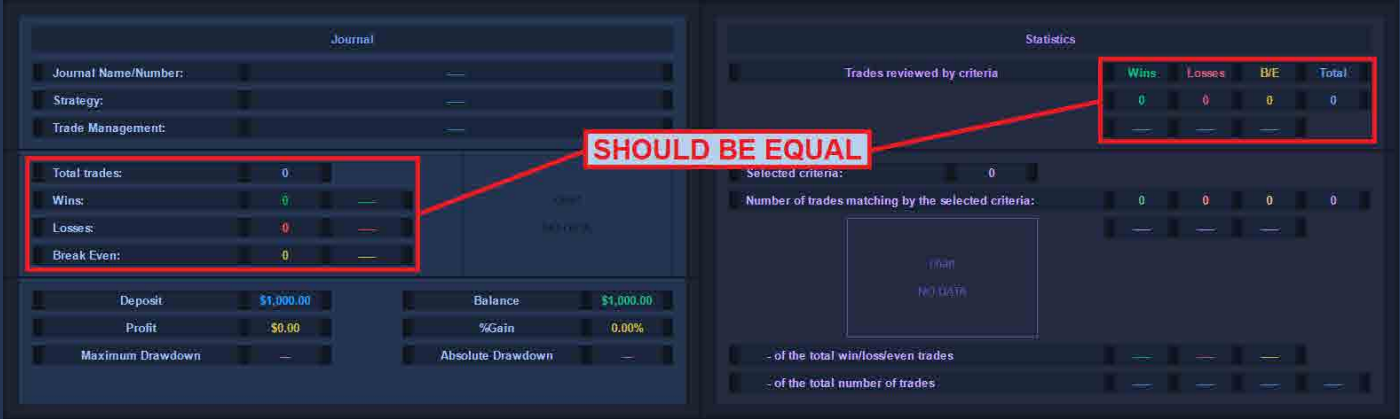 Journal
Journal Name/Number: —
Strategy: —
Trade Management: —
Total trades: 0
Wins: 0 —
Losses: 0 —
Break Even: 0 —
Deposit $1,000.00 Balance $1,000.00
Profit $0.00 %Gain 0.00%
Maximum Drawdown — Absolute Drawdown —
SHOULD BE EQUAL
Statistics
Trades reviewed by criteria Wins Losses B/E Total
0 0 0 0
— — —
Selected criteria: 0
Number of trades matching by the selected criteria: 0 0 0 0
— — —
NO DATA
- of the total win/loss/even trades — — —
- of the total number of trades — — — —